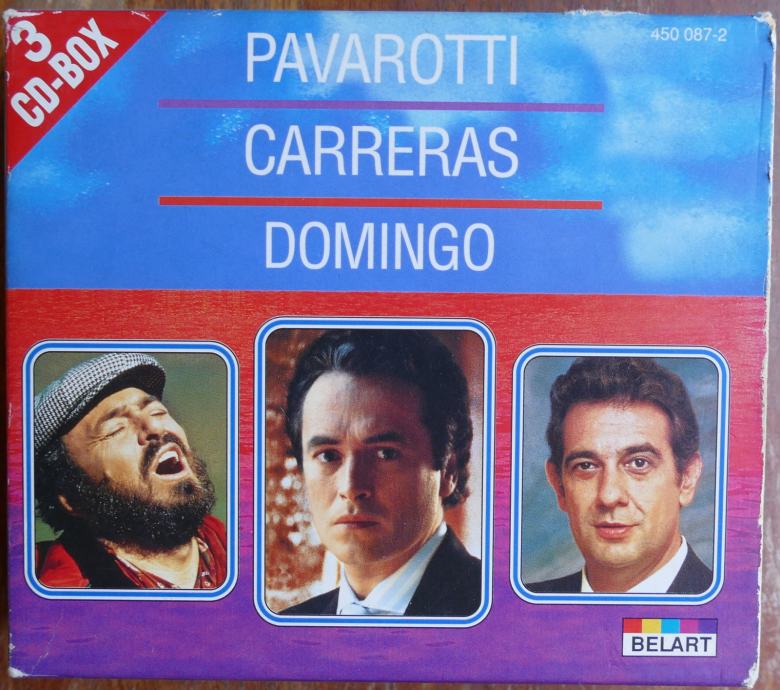 3
CD-BOX
450 087-2
PAVAROTTI
CARRERAS
DOMINGO
BELART